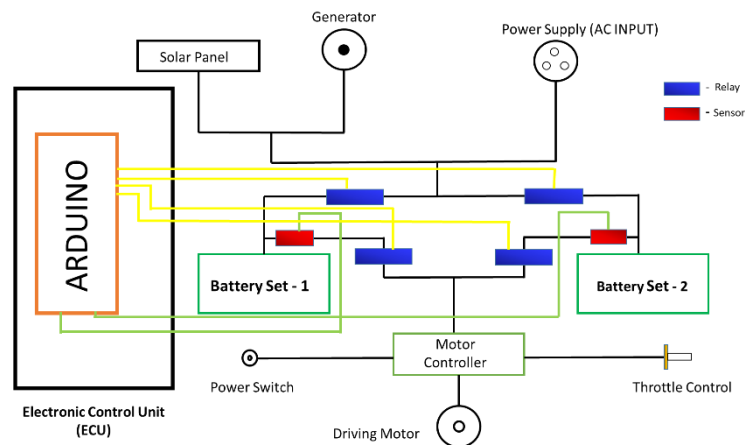 Generator
Power Supply (AC INPUT)
Solar Panel
- Relay
- Sensor
ARDUINO
Battery Set - 1
Battery Set - 2
Motor
Controller
Power Switch
Throttle Control
Electronic Control Unit
(ECU)
Driving Motor